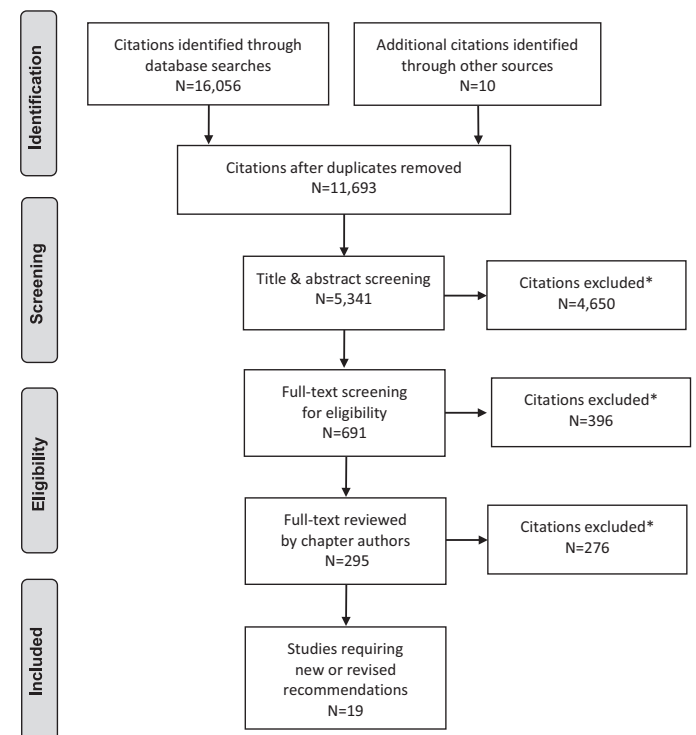 Identification
Citations identified through
database searches
N=16,056
Additional citations identified
through other sources
N=10
Citations after duplicates removed
N=11,693
Screening
Title & abstract screening
N=5,341
Citations excluded*
N=4,650
Eligibility
Full-text screening
for eligibility
N=691
Citations excluded*
N=396
Full-text reviewed
by chapter authors
N=295
Citations excluded*
N=276
Included
Studies requiring
new or revised
recommendations
N=19